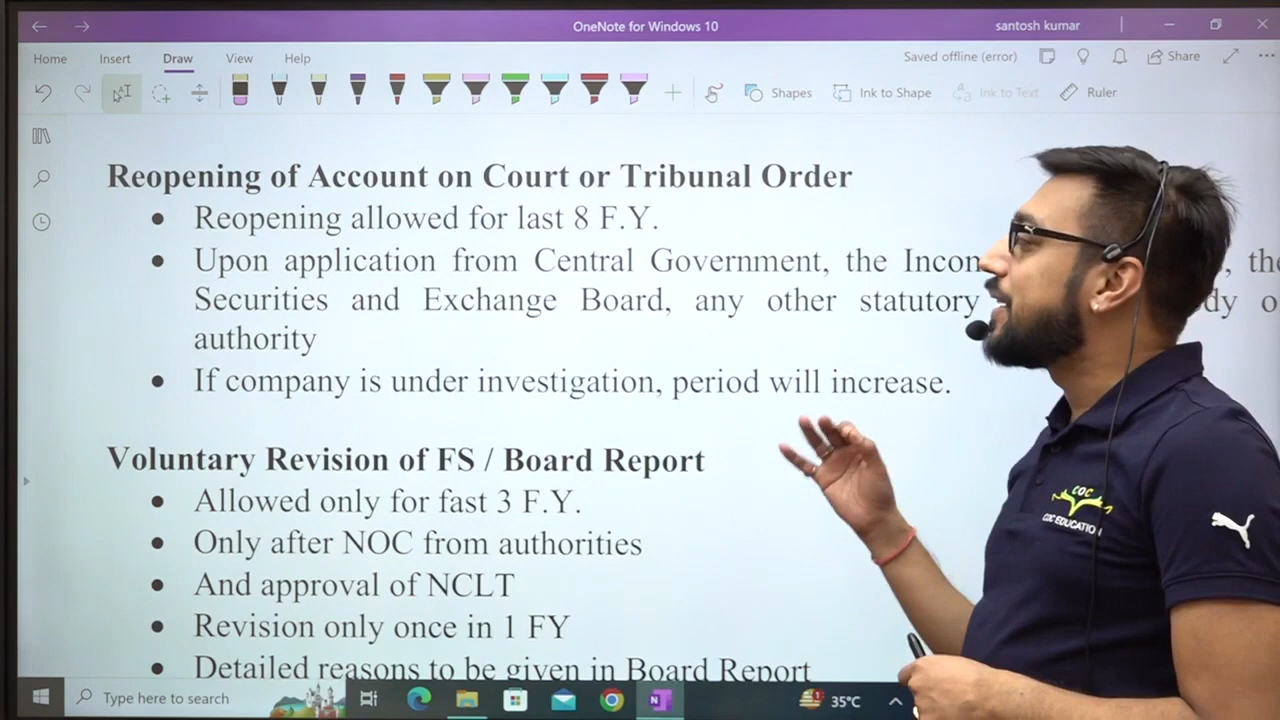 OneNote for Windows 10
santosh kumar
Home Insert Draw View Help
Saved offline (error)
Share
Shapes
Ink to Shape
Ink to Text
Ruler
Reopening of Account on Court or Tribunal Order
• Reopening allowed for last 8 F.Y.
• Upon application from Central Government, the
Securities and Exchange Board, any other statutory
authority
• If company is under investigation, period will increase.
Voluntary Revision of FS / Board Report
• Allowed only for fast 3 F.Y.
• Only after NOC from authorities
• And approval of NCLT
• Revision only once in 1 FY
• Detailed reasons to be given in Board Report
COC
COC EDUCATION
Type here to search
1
35°C